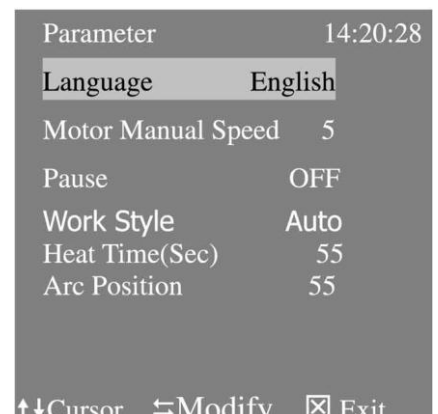 Parameter 14:20:28
Language English
Motor Manual Speed 5
Pause OFF
Work Style Auto
Heat Time(Sec) 55
Arc Position 55
↑↓Cursor ⇆Modify ☒ Exit